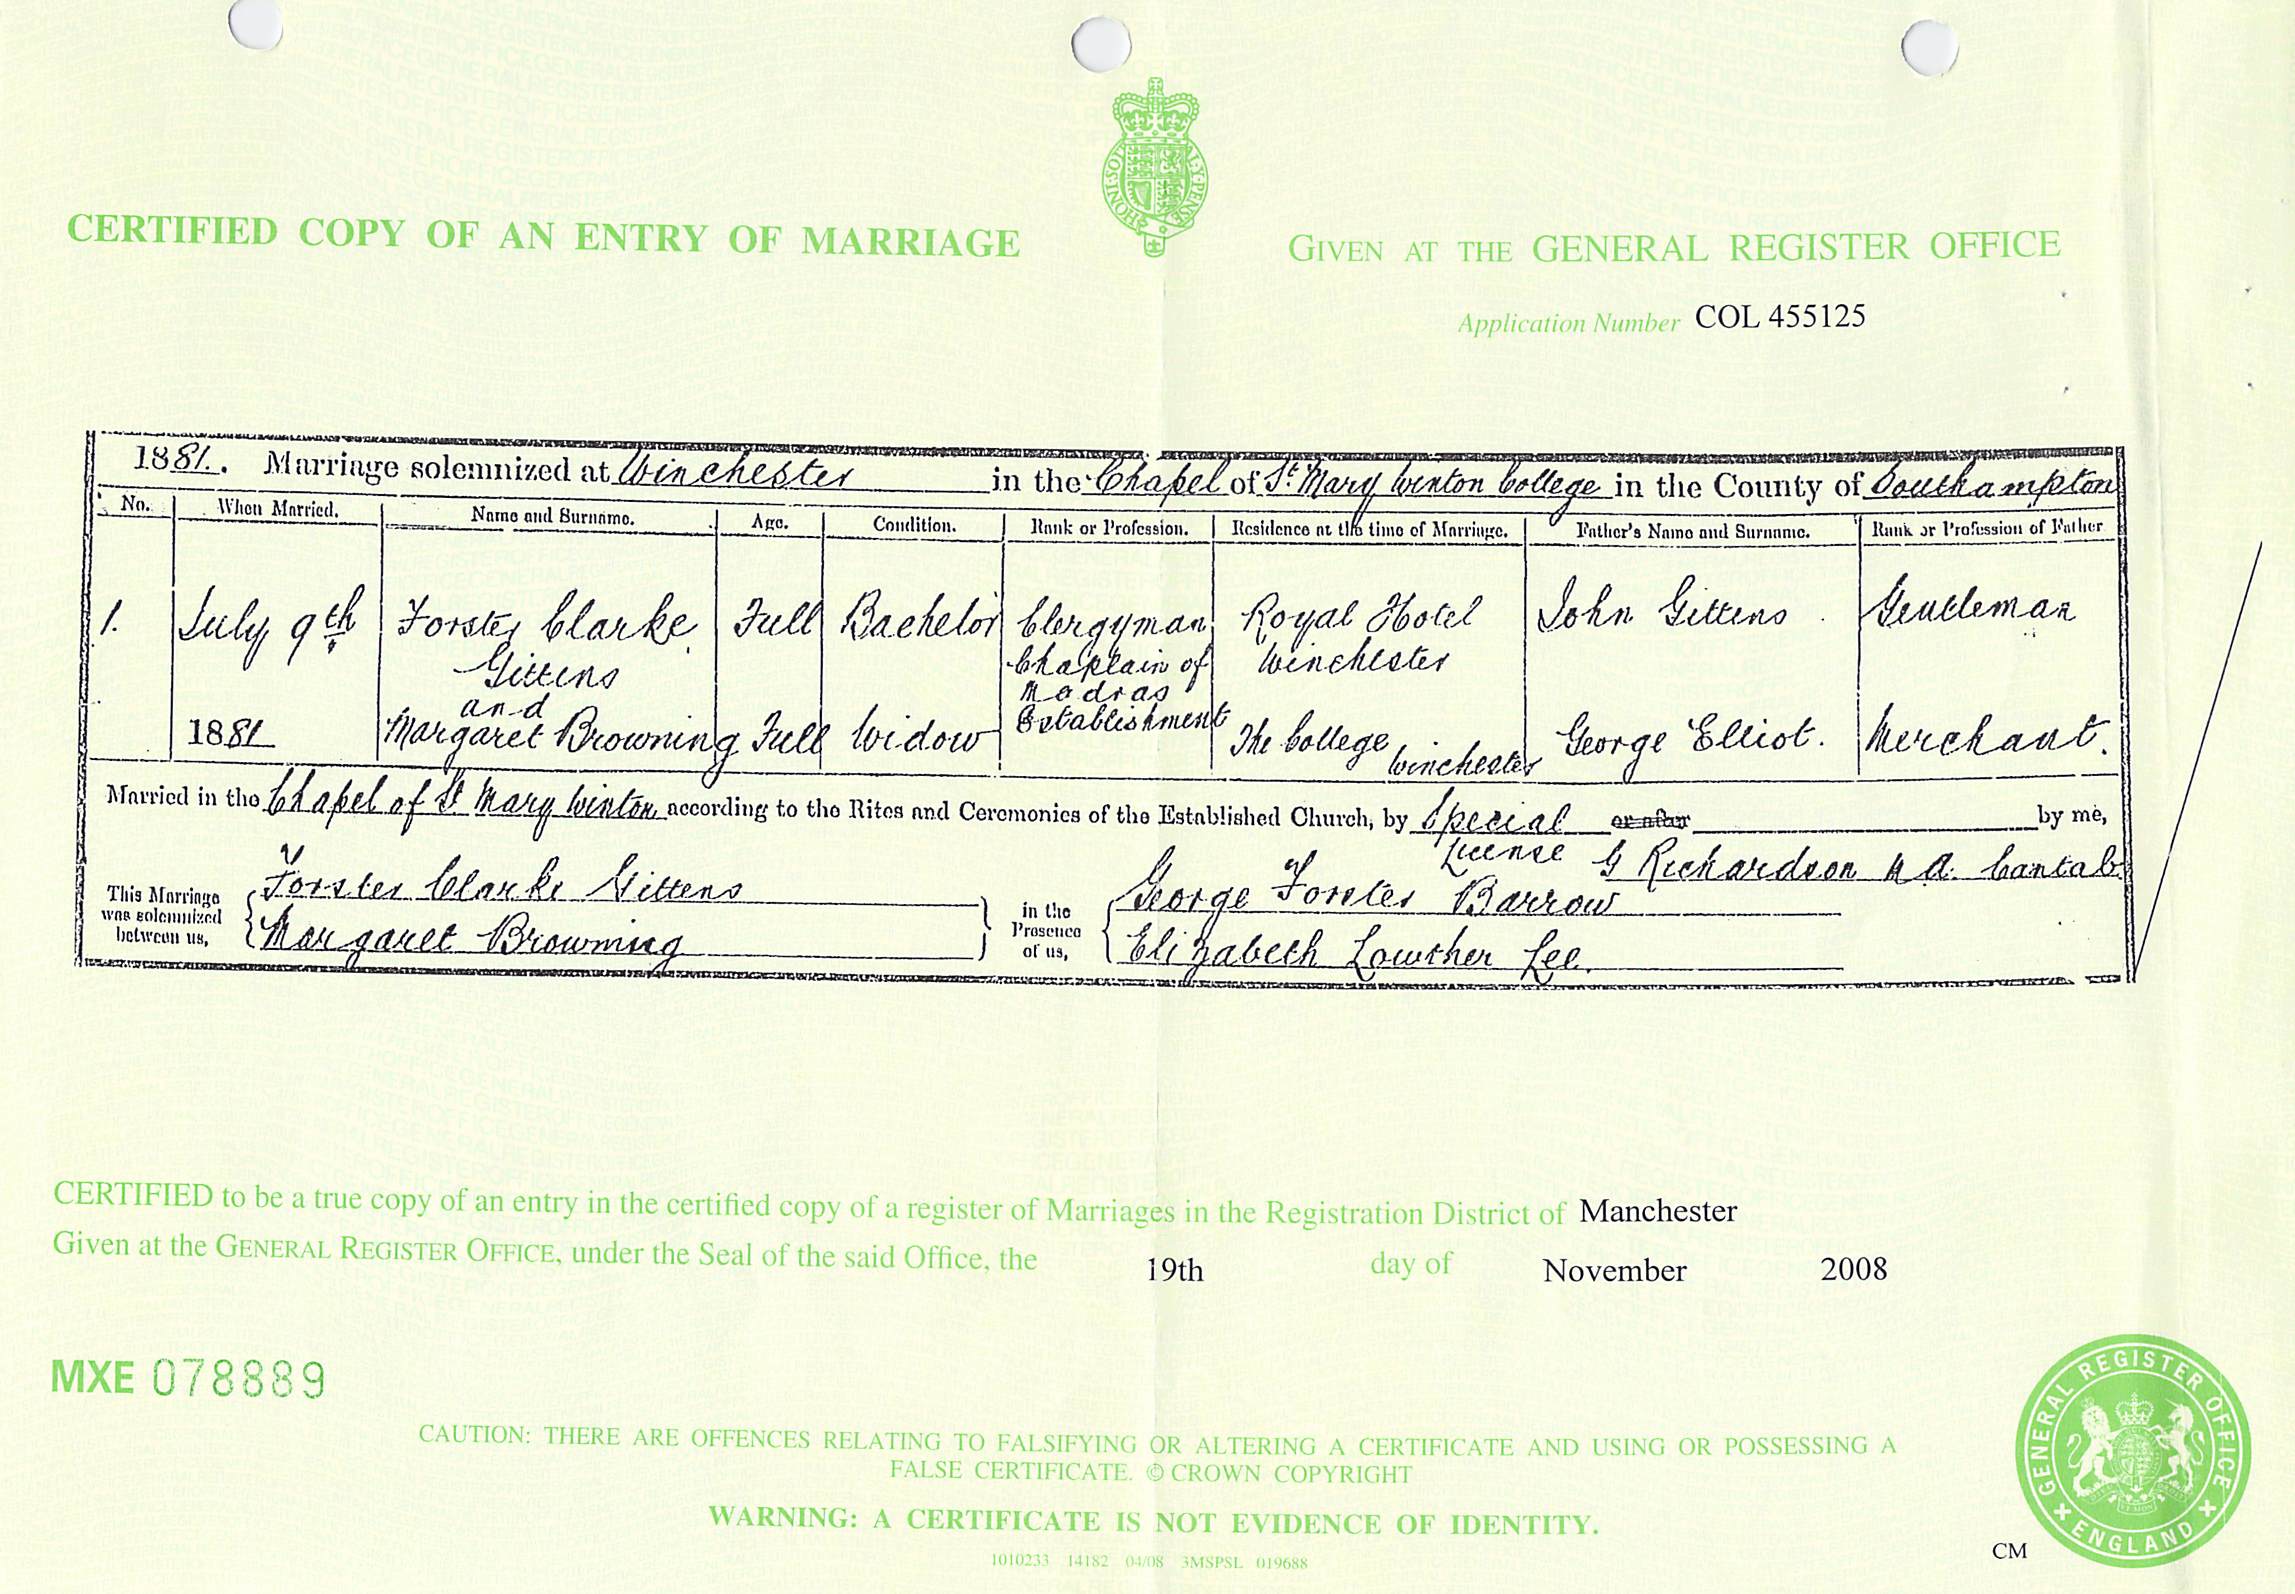 CERTIFIED COPY OF AN ENTRY OF MARRIAGE
HONI SOIT QUI MAL Y PENSE
GIVEN AT THE GENERAL REGISTER OFFICE
Application Number COL 455125
1881. Marriage solemnized at Winchester in the Chapel of St Mary Winton College in the County of Southampton
No. When Married. Name and Surname. Age. Condition. Rank or Profession. Residence at the time of Marriage. Father's Name and Surname. Rank or Profession of Father
1. July 9th Forster Clarke Full Bachelor Clergyman Royal Hotel John Gittens Gentleman
Gittens Chaplain of Winchester
and Madras
1881 Margaret Browning Full Widow Establishment The College Winchester George Elliot. Merchant.
Married in the Chapel of St Mary Winton according to the Rites and Ceremonies of the Established Church, by Special or after by me,
License G Richardson M A. Cantab
This Marriage was solemnized between us,
Forster Clarke Gittens
Margaret Browning
in the Presence of us,
George Forster Barrow
Elizabeth Lowther Lee.
CERTIFIED to be a true copy of an entry in the certified copy of a register of Marriages in the Registration District of Manchester
Given at the GENERAL REGISTER OFFICE, under the Seal of the said Office, the 19th day of November 2008
MXE 078889
CAUTION: THERE ARE OFFENCES RELATING TO FALSIFYING OR ALTERING A CERTIFICATE AND USING OR POSSESSING A
FALSE CERTIFICATE. © CROWN COPYRIGHT
WARNING: A CERTIFICATE IS NOT EVIDENCE OF IDENTITY.
1010233 14182 04/08 3MSPSL 019688
CM
GENERAL REGISTER OFFICE
ENGLAND